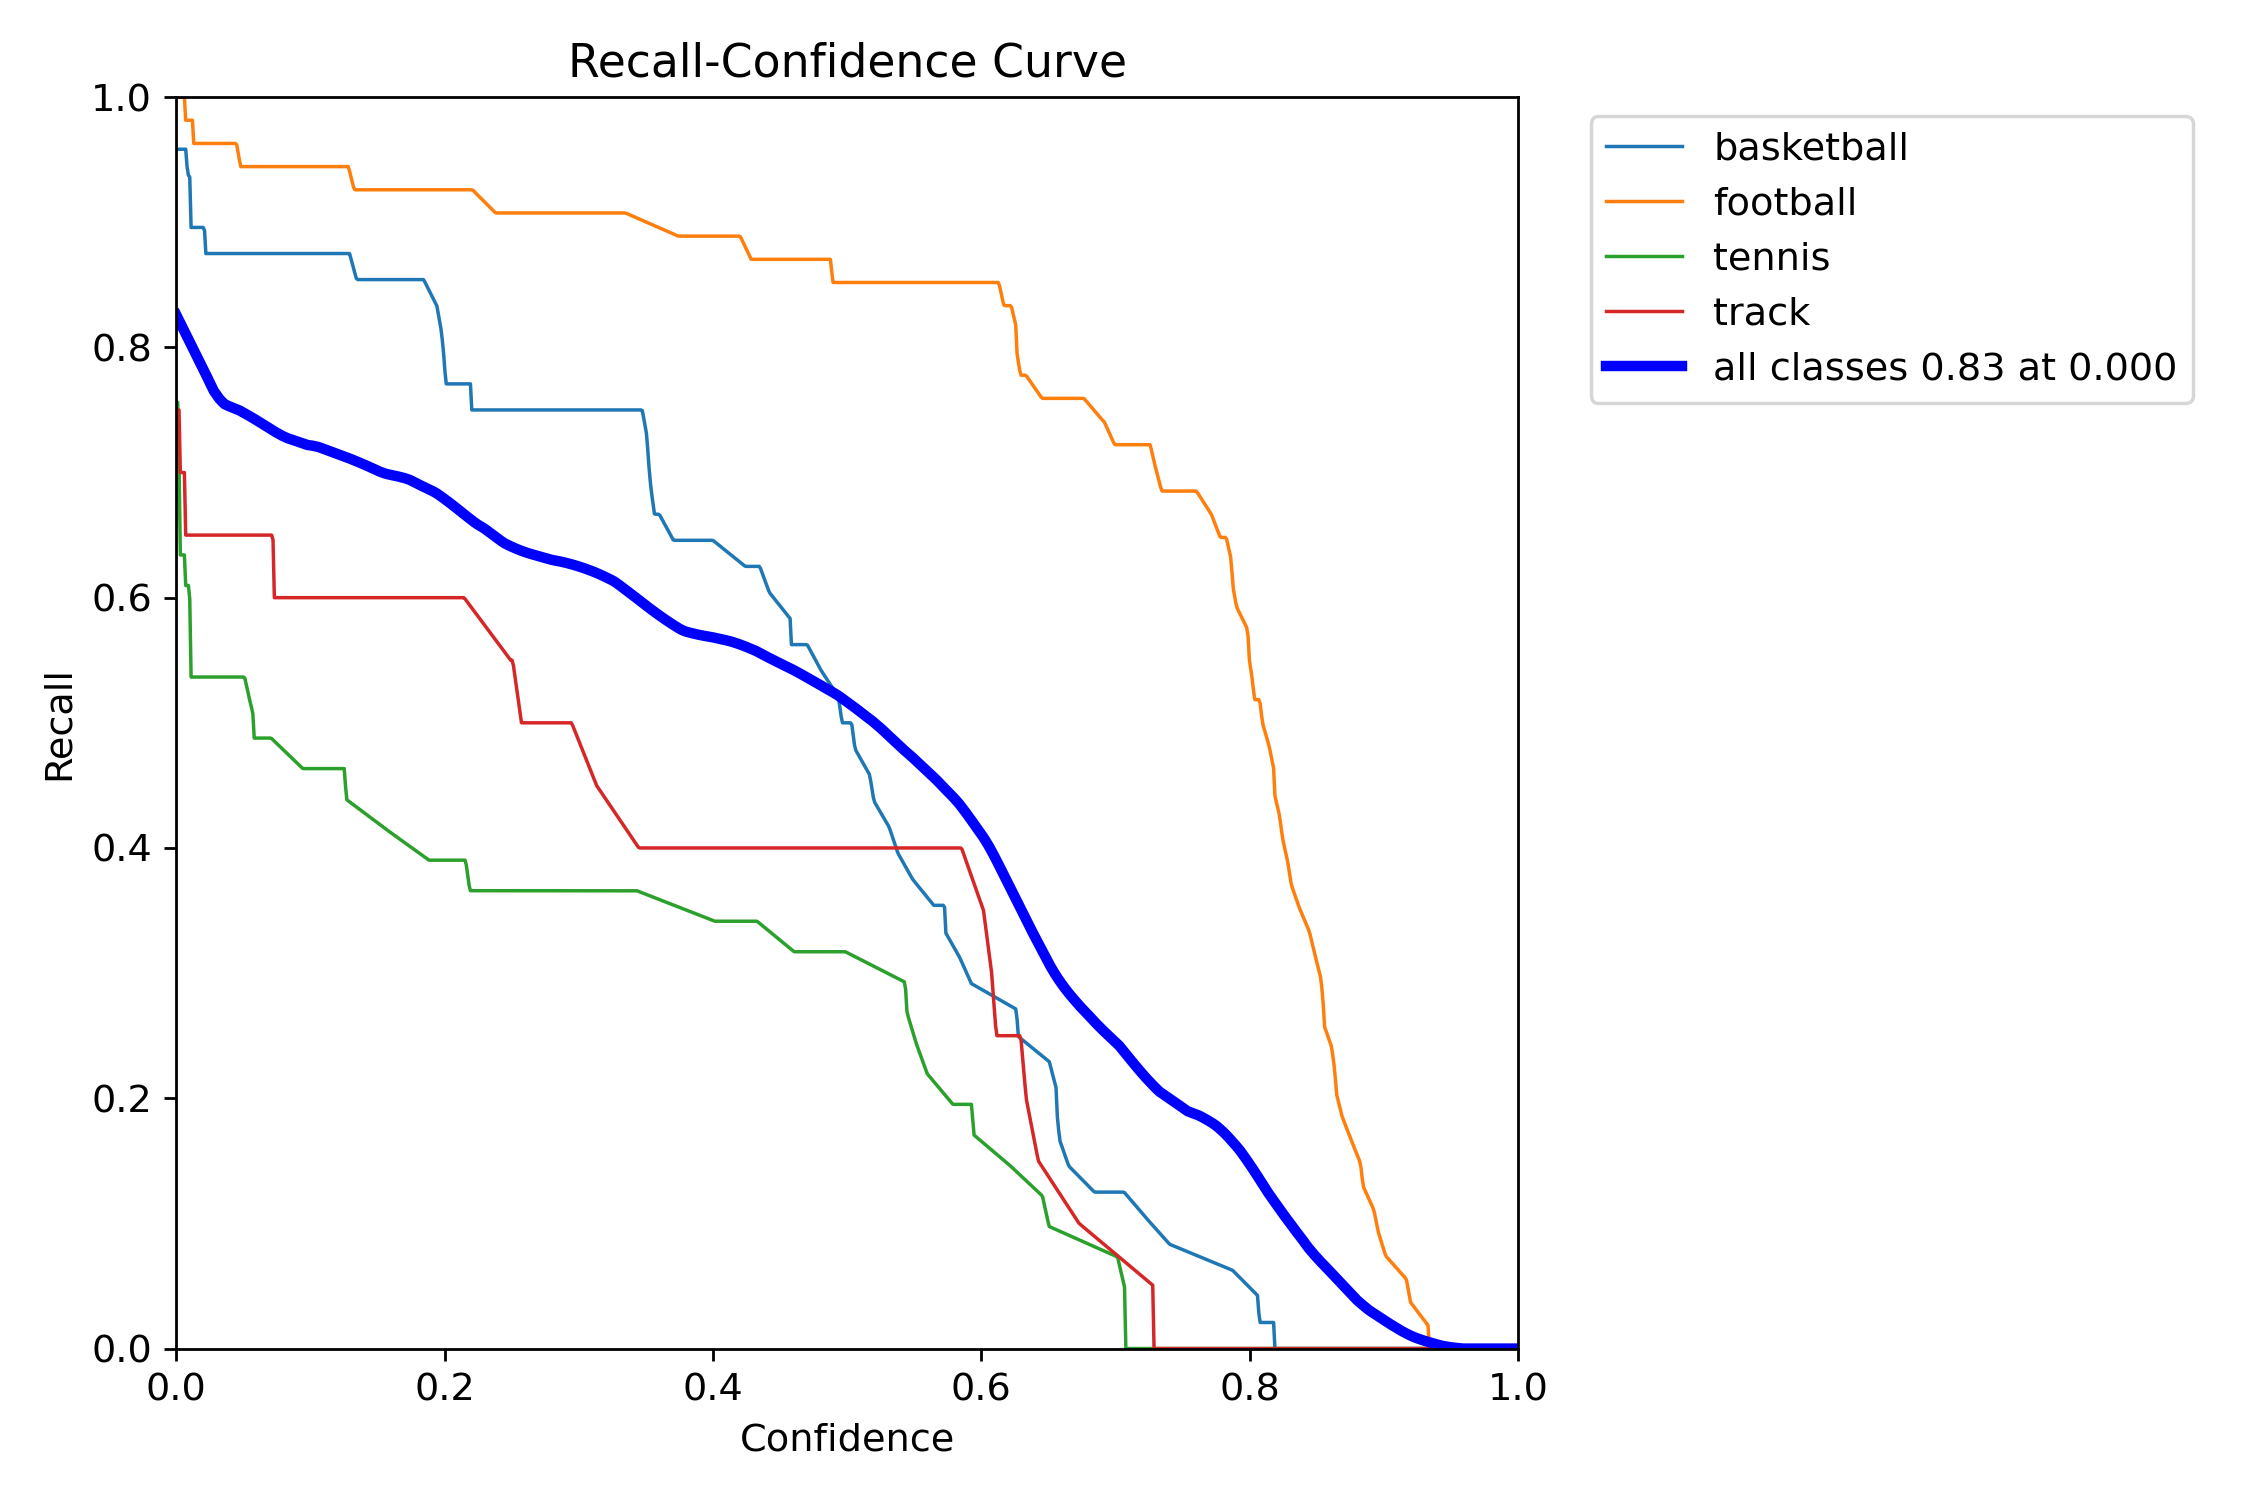 Recall-Confidence Curve
1.0
0.8
0.6
0.4
0.2
0.0
Recall
0.0 0.2 0.4 0.6 0.8 1.0
Confidence
basketball
football
tennis
track
all classes 0.83 at 0.000